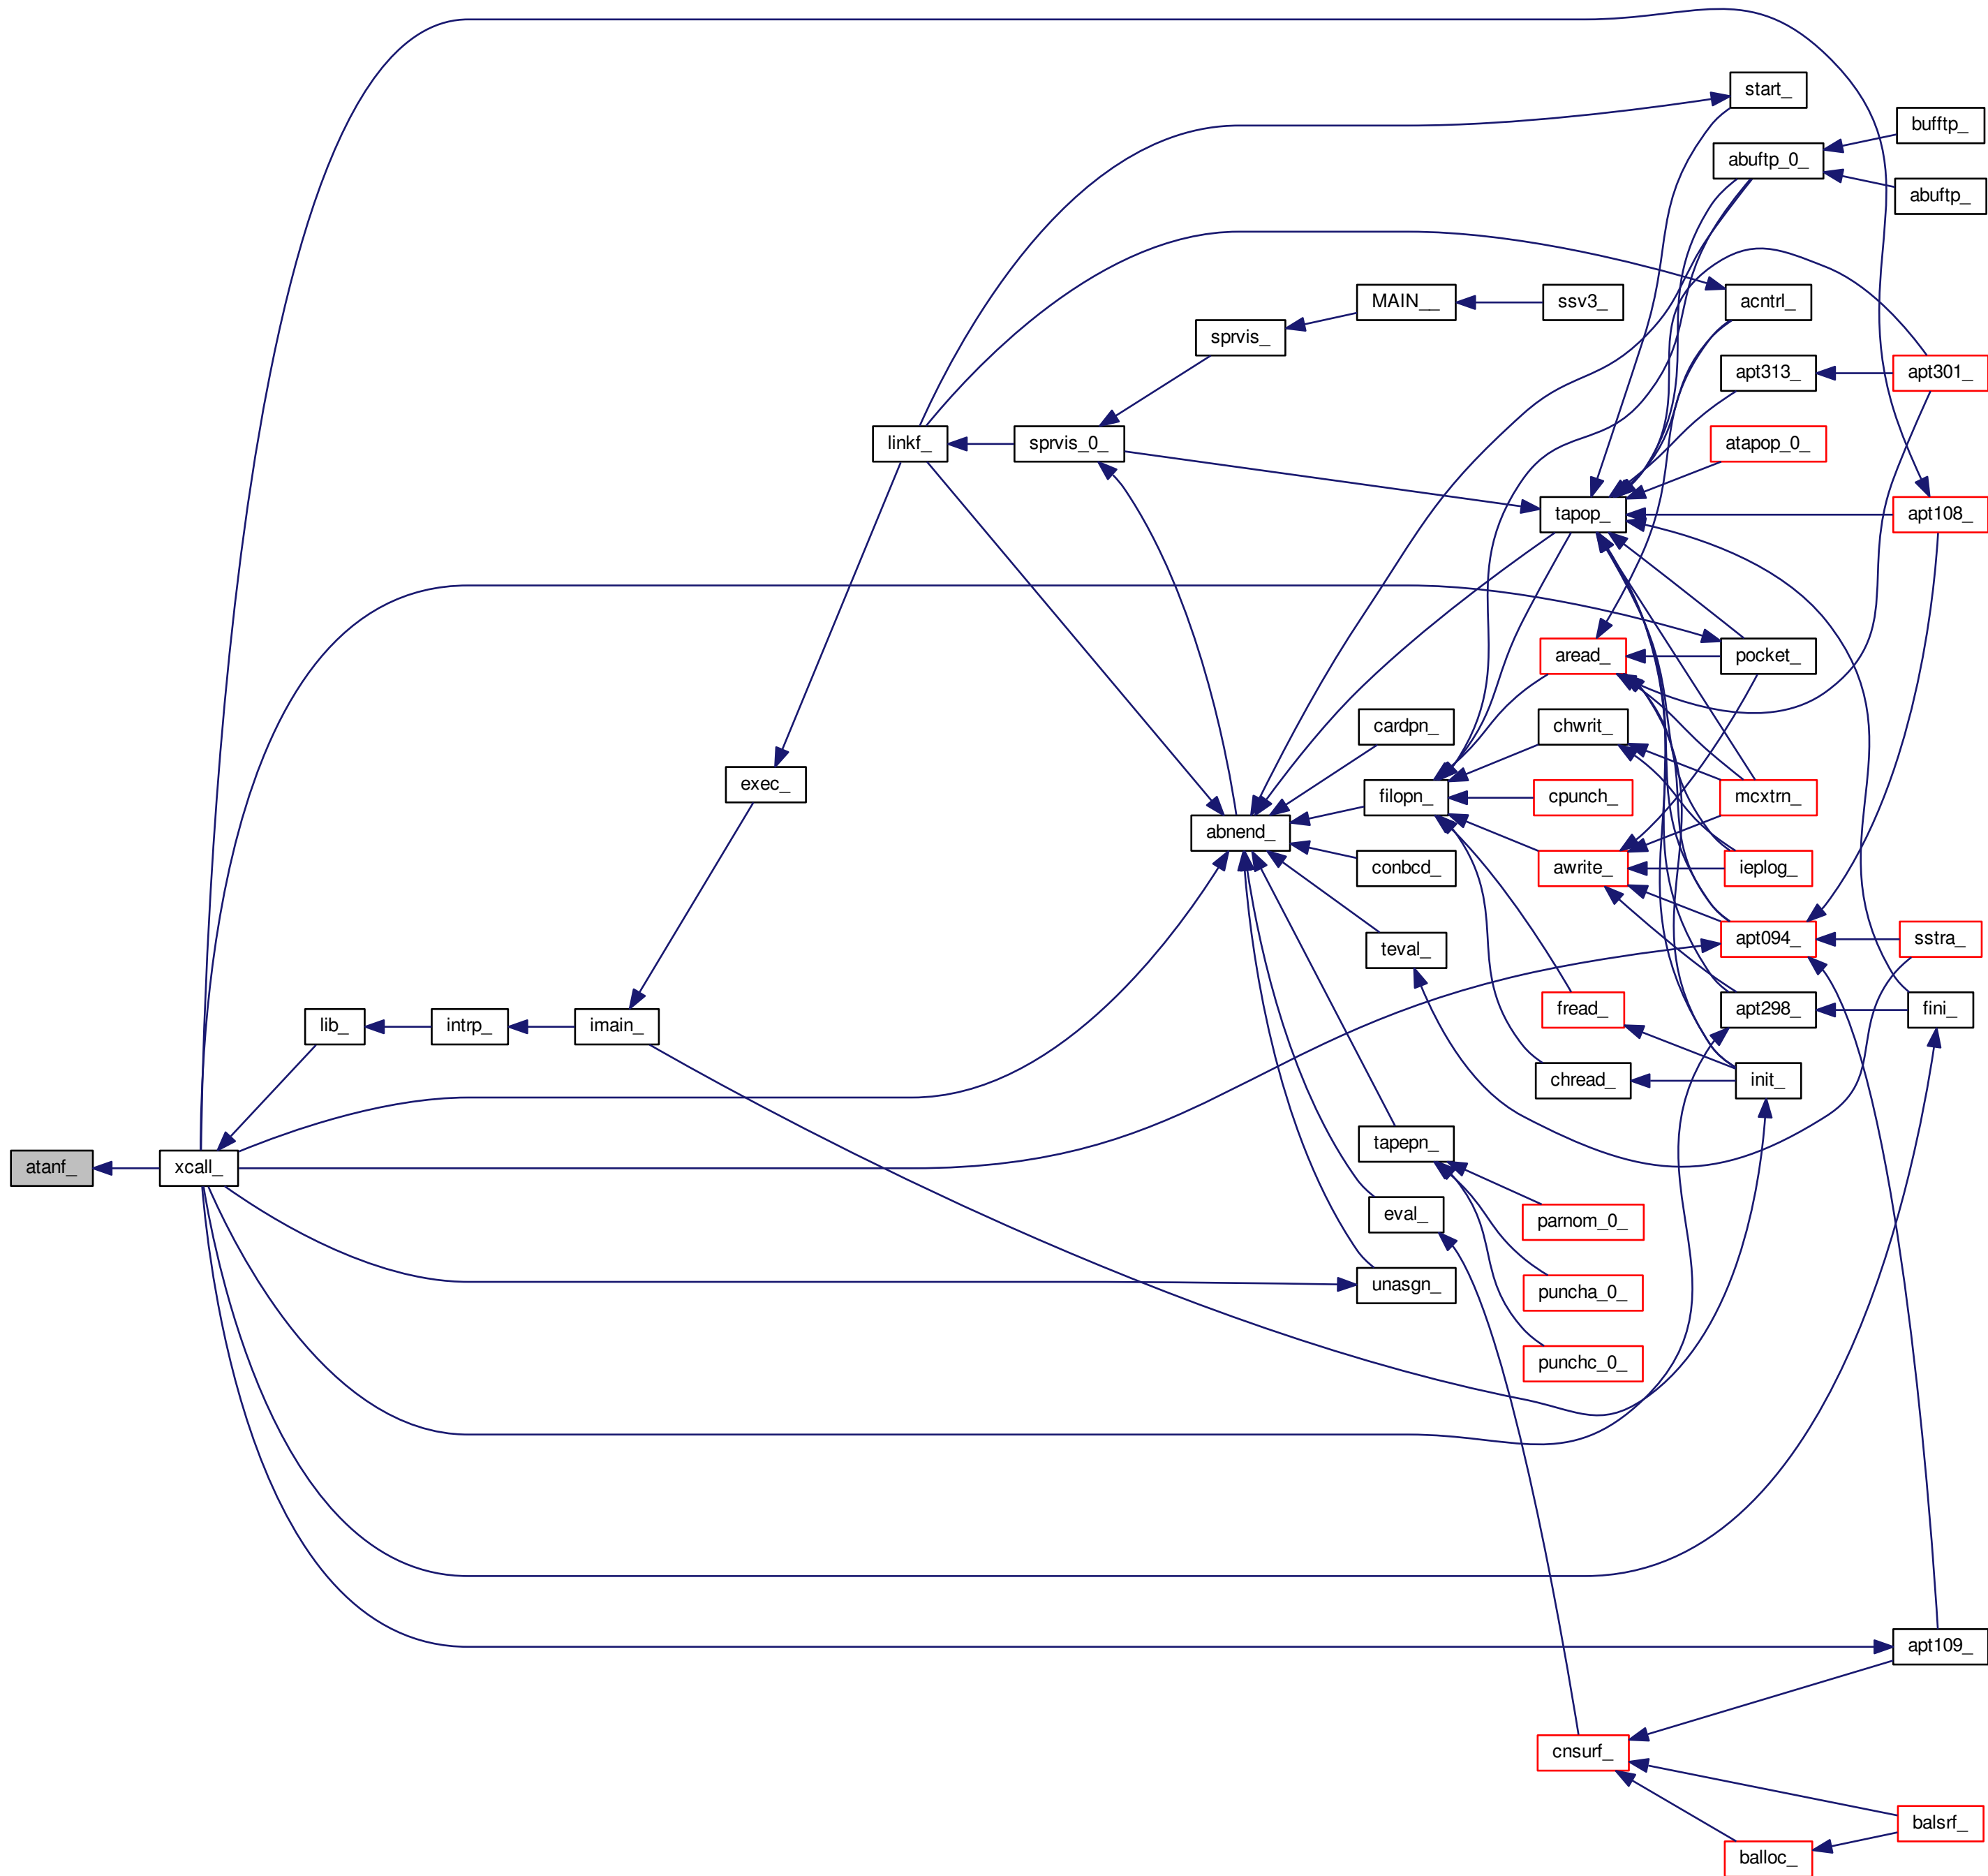 start_
bufftp_
abuftp_0_
abuftp_
MAIN__
ssv3_
acntrl_
sprvis_
apt313_
apt301_
linkf_
sprvis_0_
atapop_0_
tapop_
apt108_
aread_
pocket_
cardpn_
chwrit_
exec_
filopn_
cpunch_
mcxtrn_
abnend_
conbcd_
awrite_
ieplog_
teval_
apt094_
sstra_
lib_
intrp_
imain_
fread_
apt298_
fini_
chread_
init_
atanf_
xcall_
tapepn_
eval_
parnom_0_
unasgn_
puncha_0_
punchc_0_
apt109_
cnsurf_
balsrf_
balloc_